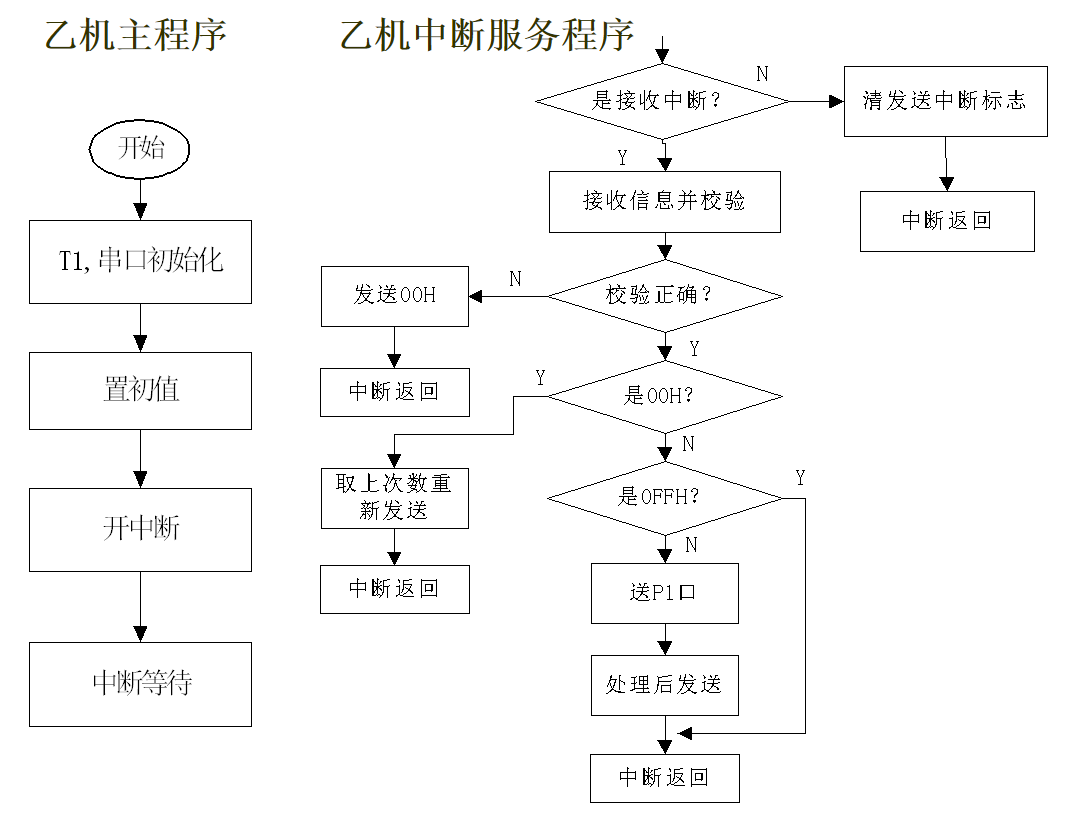 乙机主程序
开始
T1,串口初始化
置初值
开中断
中断等待
乙机中断服务程序
是接收中断？
N
清发送中断标志
中断返回
Y
接收信息并校验
校验正确？
N
发送00H
中断返回
Y
是00H？
Y
取上次数重
新发送
中断返回
N
是0FFH？
Y
N
送P1口
处理后发送
中断返回